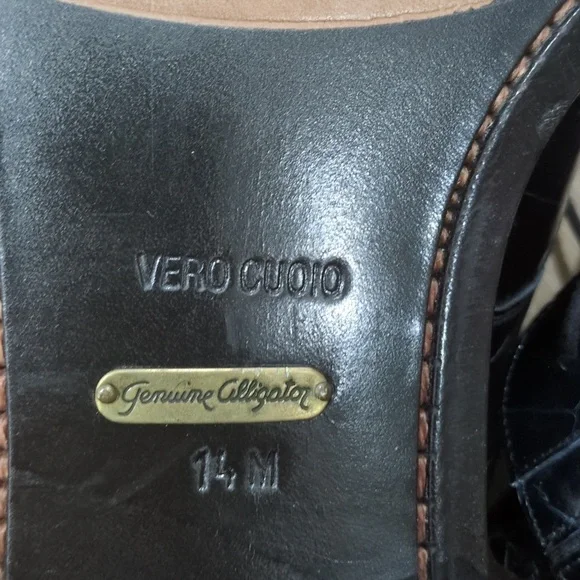 VERO CUOIO
Genuine Alligator
14 M